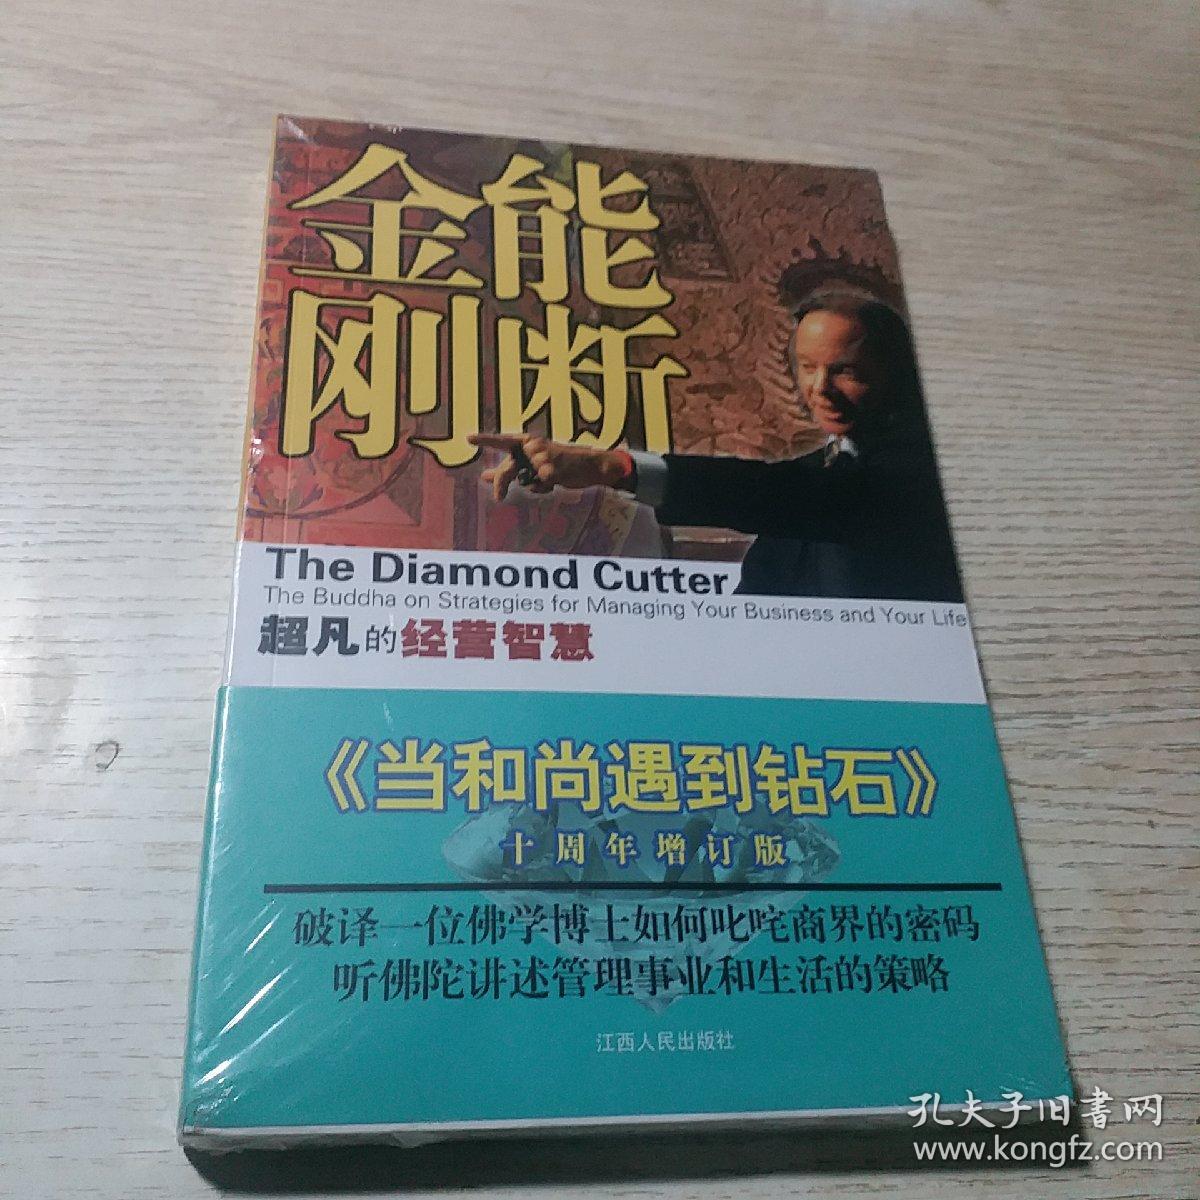 金能
刚断
The Diamond Cutter
The Buddha on Strategies for Managing Your Business and Your Life
超凡的经营智慧
《当和尚遇到钻石》
十周年增订版
破译一位佛学博士如何叱咤商界的密码
听佛陀讲述管理事业和生活的策略
江西人民出版社
孔夫子旧書网
www.kongfz.com